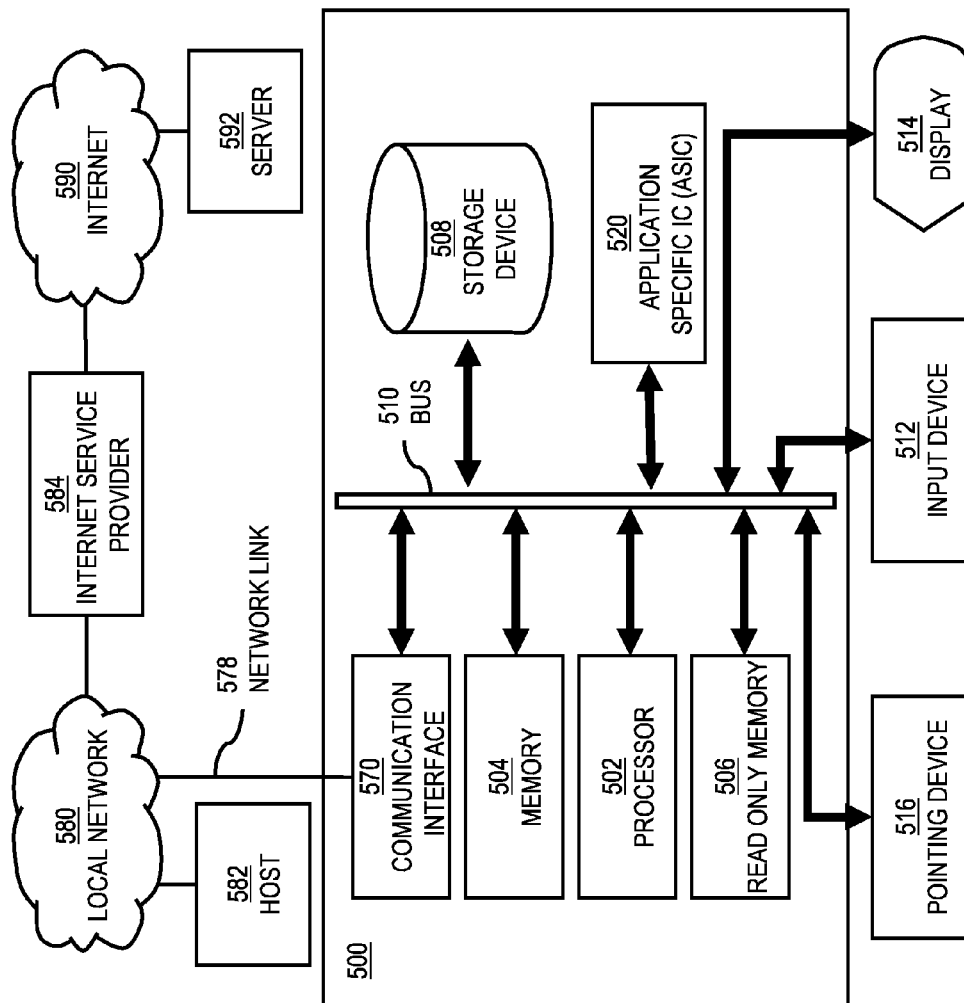 590
INTERNET
592
SERVER
584
INTERNET SERVICE
PROVIDER
580
LOCAL NETWORK
582
HOST
578
NETWORK LINK
500
570
COMMUNICATION
INTERFACE
504
MEMORY
502
PROCESSOR
506
READ ONLY MEMORY
510
BUS
508
STORAGE
DEVICE
520
APPLICATION
SPECIFIC IC (ASIC)
514
DISPLAY
512
INPUT DEVICE
516
POINTING DEVICE